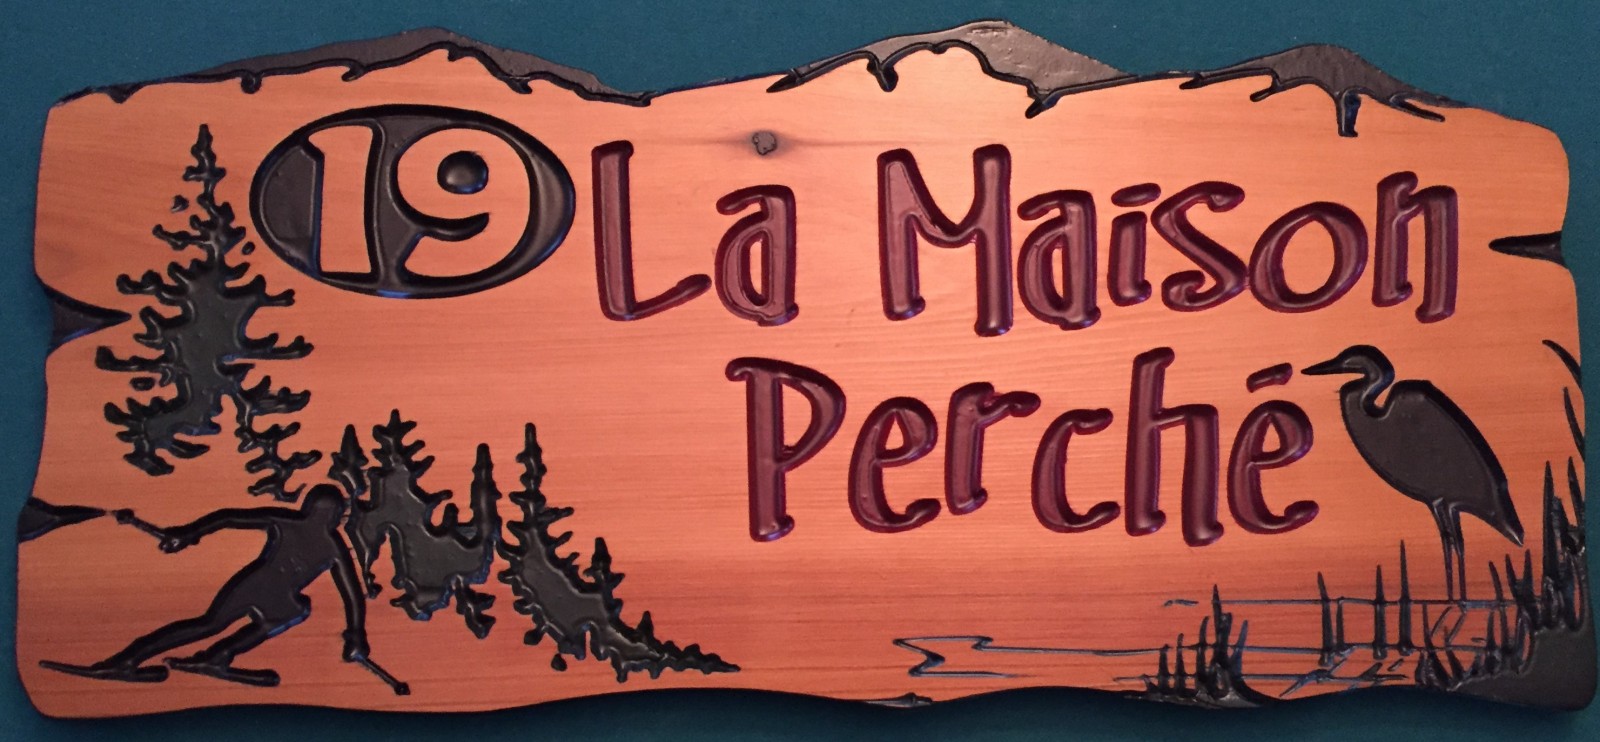 19 La Maison
Perché